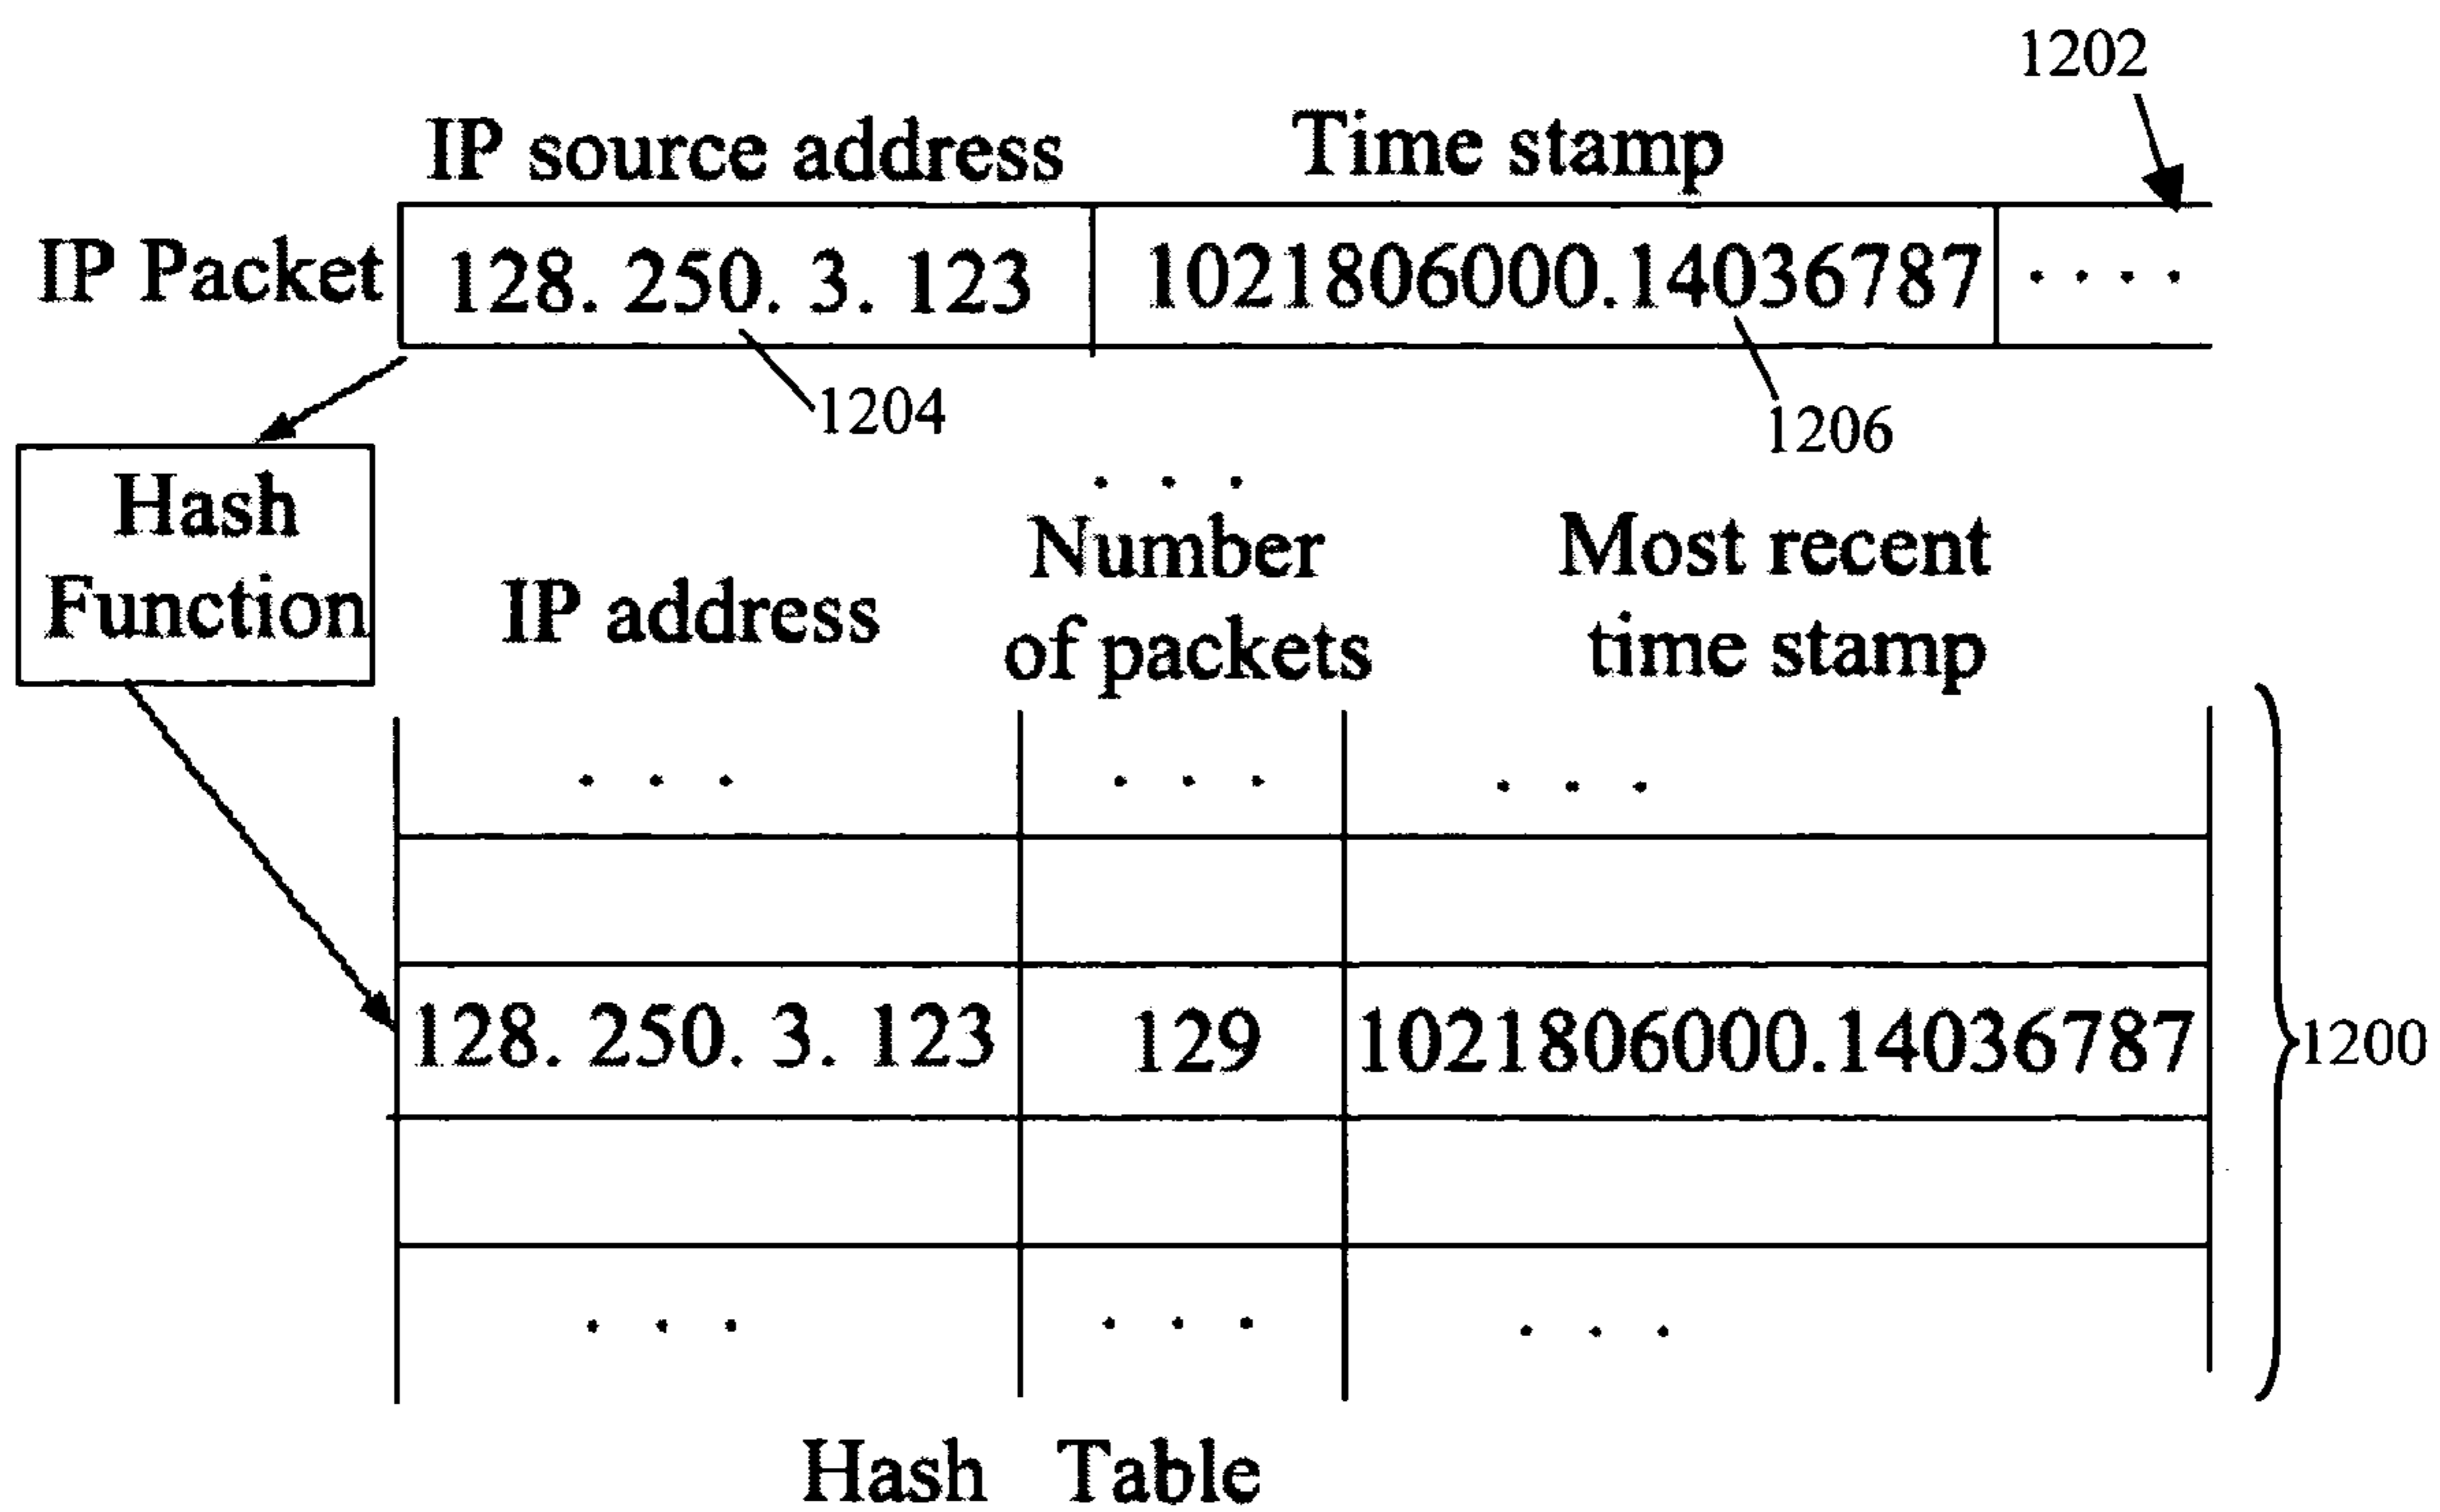 1202
IP source address Time stamp
IP Packet 128. 250. 3. 123 1021806000.14036787 . . . .
1204 1206
Hash
Function
. . .
IP address
Number
of packets
Most recent
time stamp
. . . . . . . . .
128. 250. 3. 123 129 1021806000.14036787
1200
. . . . . . . . .
Hash Table